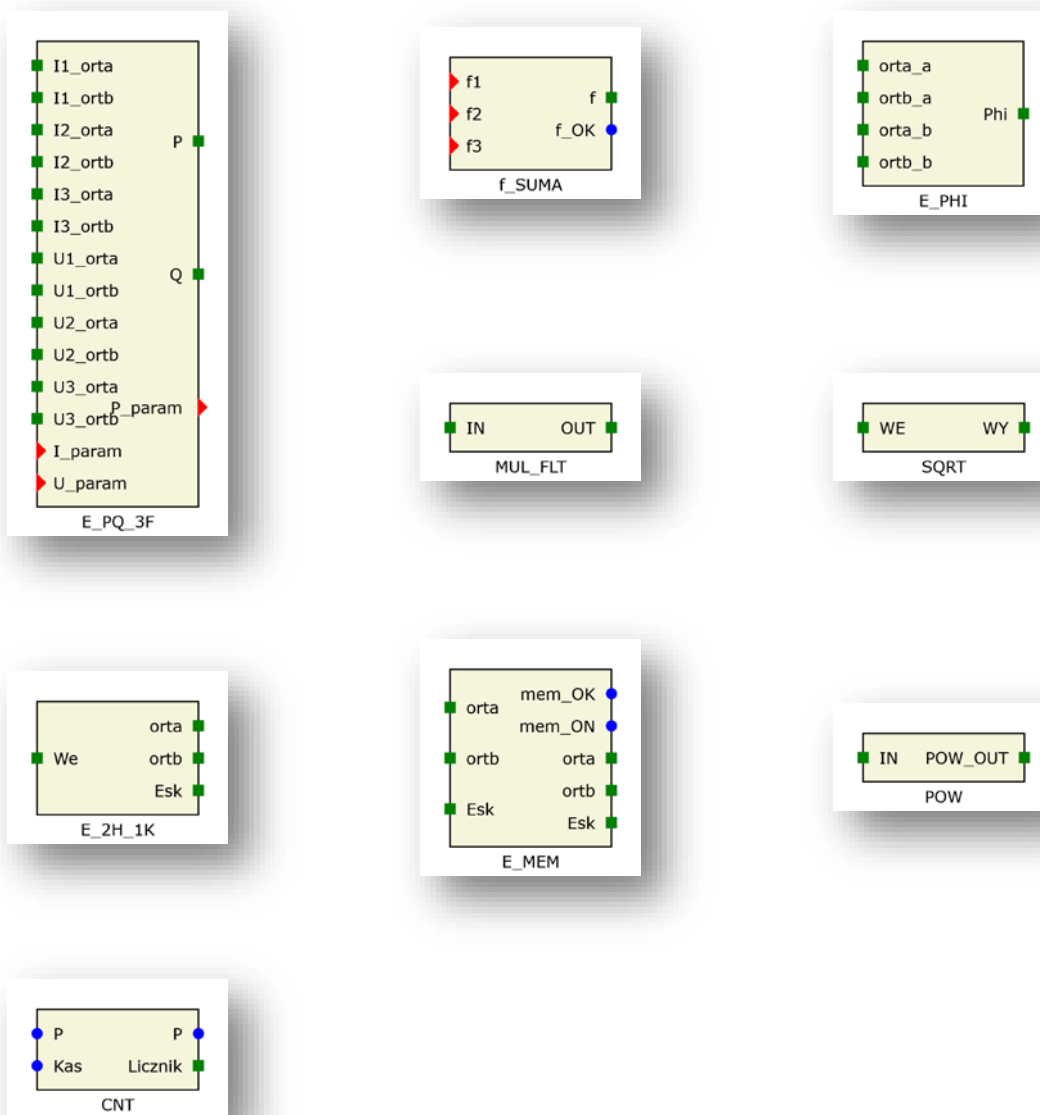 I1_orta
I1_ortb
I2_orta
I2_ortb
P
I3_orta
I3_ortb
U1_orta
Q
U1_ortb
U2_orta
U2_ortb
U3_orta
P_param
U3_ortb
I_param
U_param
E_PQ_3F
f1
f
f2
f_OK
f3
f_SUMA
orta_a
ortb_a
Phi
orta_b
ortb_b
E_PHI
IN OUT
MUL_FLT
WE WY
SQRT
orta
We ortb
Esk
E_2H_1K
mem_OK
orta
mem_ON
ortb orta
ortb
Esk
Esk
E_MEM
IN POW_OUT
POW
P P
Kas Licznik
CNT